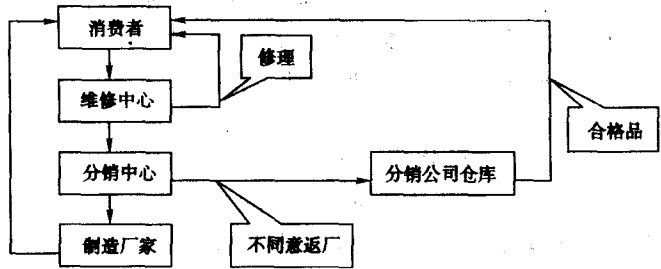 消费者
修理
维修中心
合格品
分销中心
分销公司仓库
制造厂家
不同意返厂